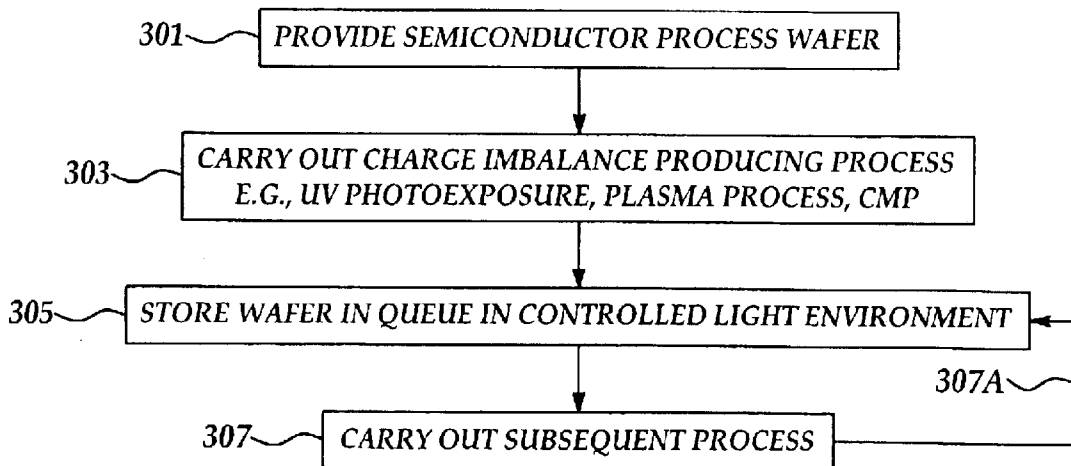 301 PROVIDE SEMICONDUCTOR PROCESS WAFER
303 CARRY OUT CHARGE IMBALANCE PRODUCING PROCESS
E.G., UV PHOTOEXPOSURE, PLASMA PROCESS, CMP
305 STORE WAFER IN QUEUE IN CONTROLLED LIGHT ENVIRONMENT
307A
307 CARRY OUT SUBSEQUENT PROCESS